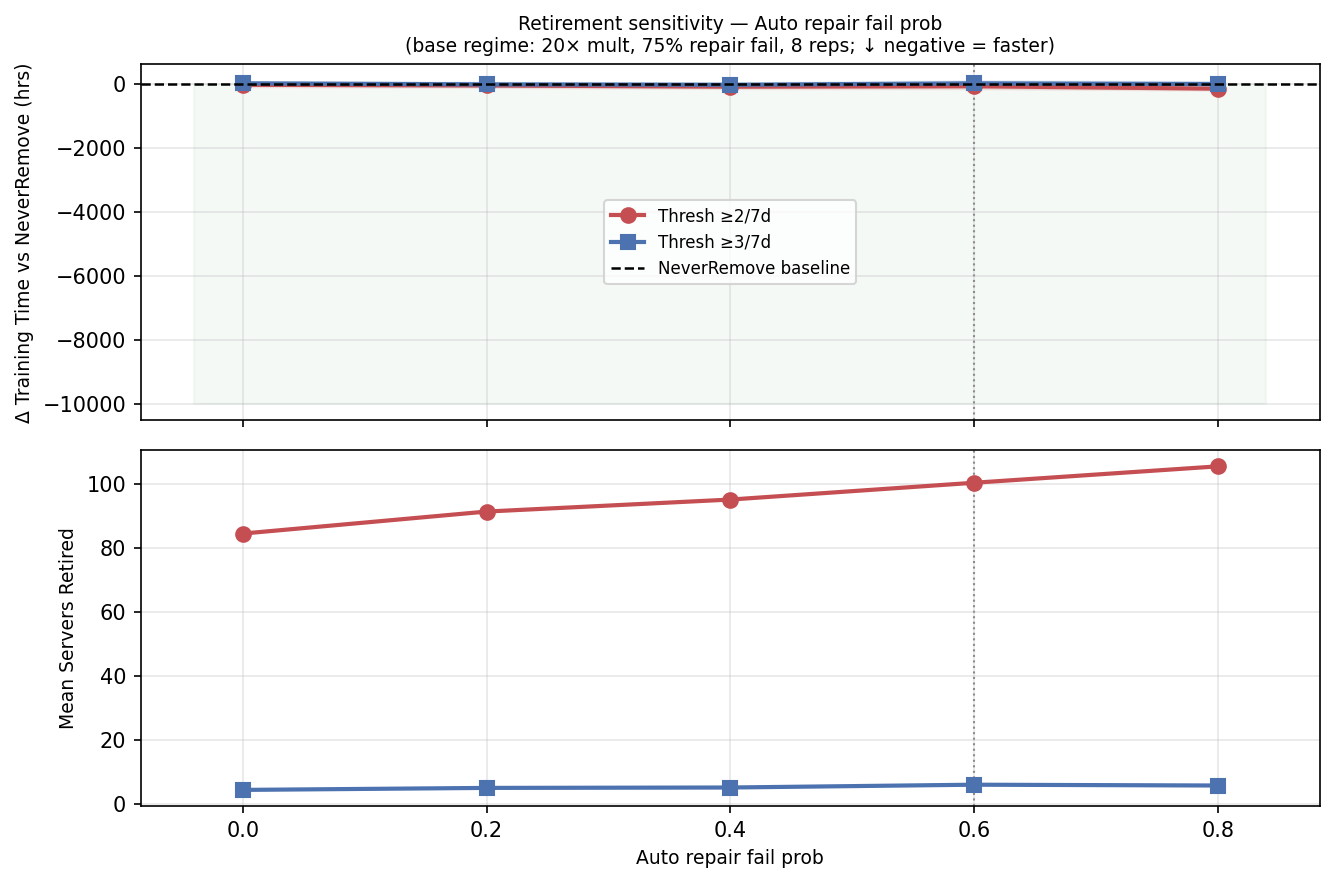 Retirement sensitivity — Auto repair fail prob
(base regime: 20× mult, 75% repair fail, 8 reps; ↓ negative = faster)
Δ Training Time vs NeverRemove (hrs)
0
−2000
−4000
−6000
−8000
−10000
Thresh ≥2/7d
Thresh ≥3/7d
NeverRemove baseline
Mean Servers Retired
100
80
60
40
20
0
0.0 0.2 0.4 0.6 0.8
Auto repair fail prob